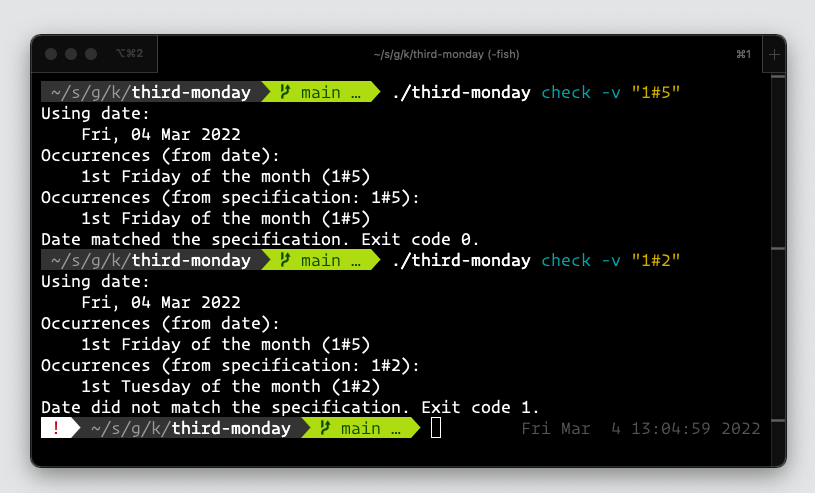 ⌥⌘2 ~/s/g/k/third-monday (-fish) ⌘1 +
~/s/g/k/third-monday main … ./third-monday check -v "1#5"
Using date:
Fri, 04 Mar 2022
Occurrences (from date):
1st Friday of the month (1#5)
Occurrences (from specification: 1#5):
1st Friday of the month (1#5)
Date matched the specification. Exit code 0.
~/s/g/k/third-monday main … ./third-monday check -v "1#2"
Using date:
Fri, 04 Mar 2022
Occurrences (from date):
1st Friday of the month (1#5)
Occurrences (from specification: 1#2):
1st Tuesday of the month (1#2)
Date did not match the specification. Exit code 1.
! ~/s/g/k/third-monday main … Fri Mar  4 13:04:59 2022